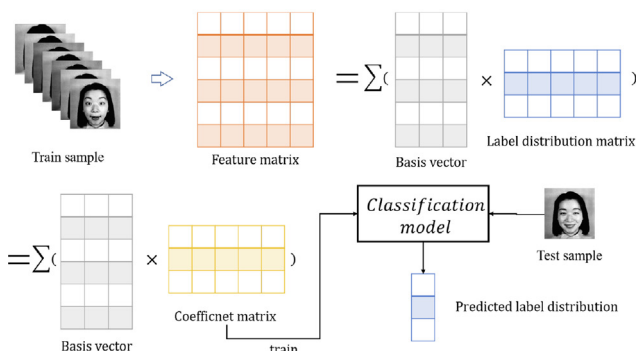 = ∑( × )
Train sample
Feature matrix
Basis vector
Label distribution matrix
Classification
model
= ∑( × )
Test sample
Coefficnet matrix
Predicted label distribution
Basis vector
train